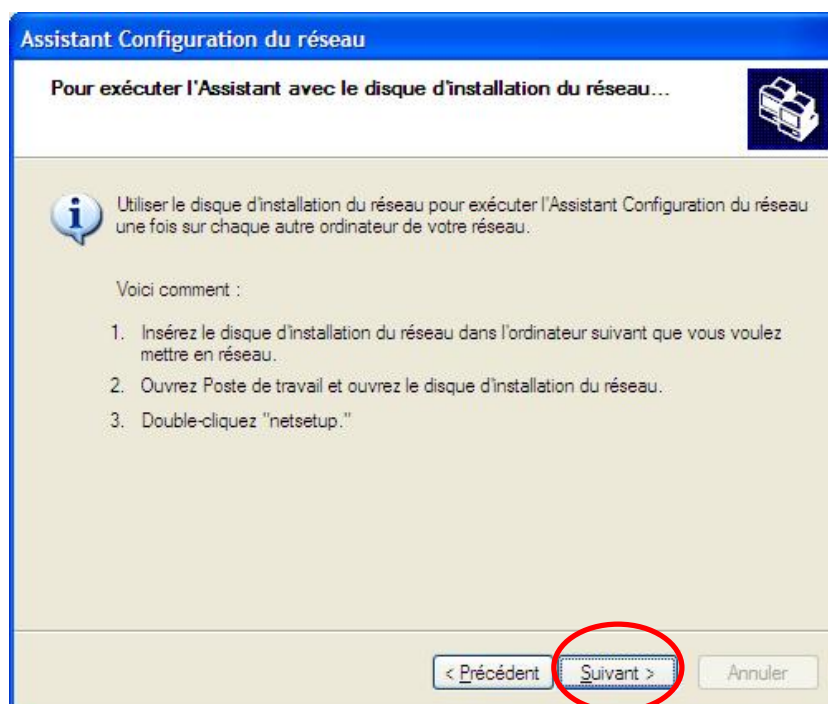 Assistant Configuration du réseau
Pour exécuter l'Assistant avec le disque d'installation du réseau...
Utiliser le disque d'installation du réseau pour exécuter l'Assistant Configuration du réseau
une fois sur chaque autre ordinateur de votre réseau.
Voici comment :
1. Insérez le disque d'installation du réseau dans l'ordinateur suivant que vous voulez
mettre en réseau.
2. Ouvrez Poste de travail et ouvrez le disque d'installation du réseau.
3. Double-cliquez "netsetup."
< Précédent Suivant > Annuler